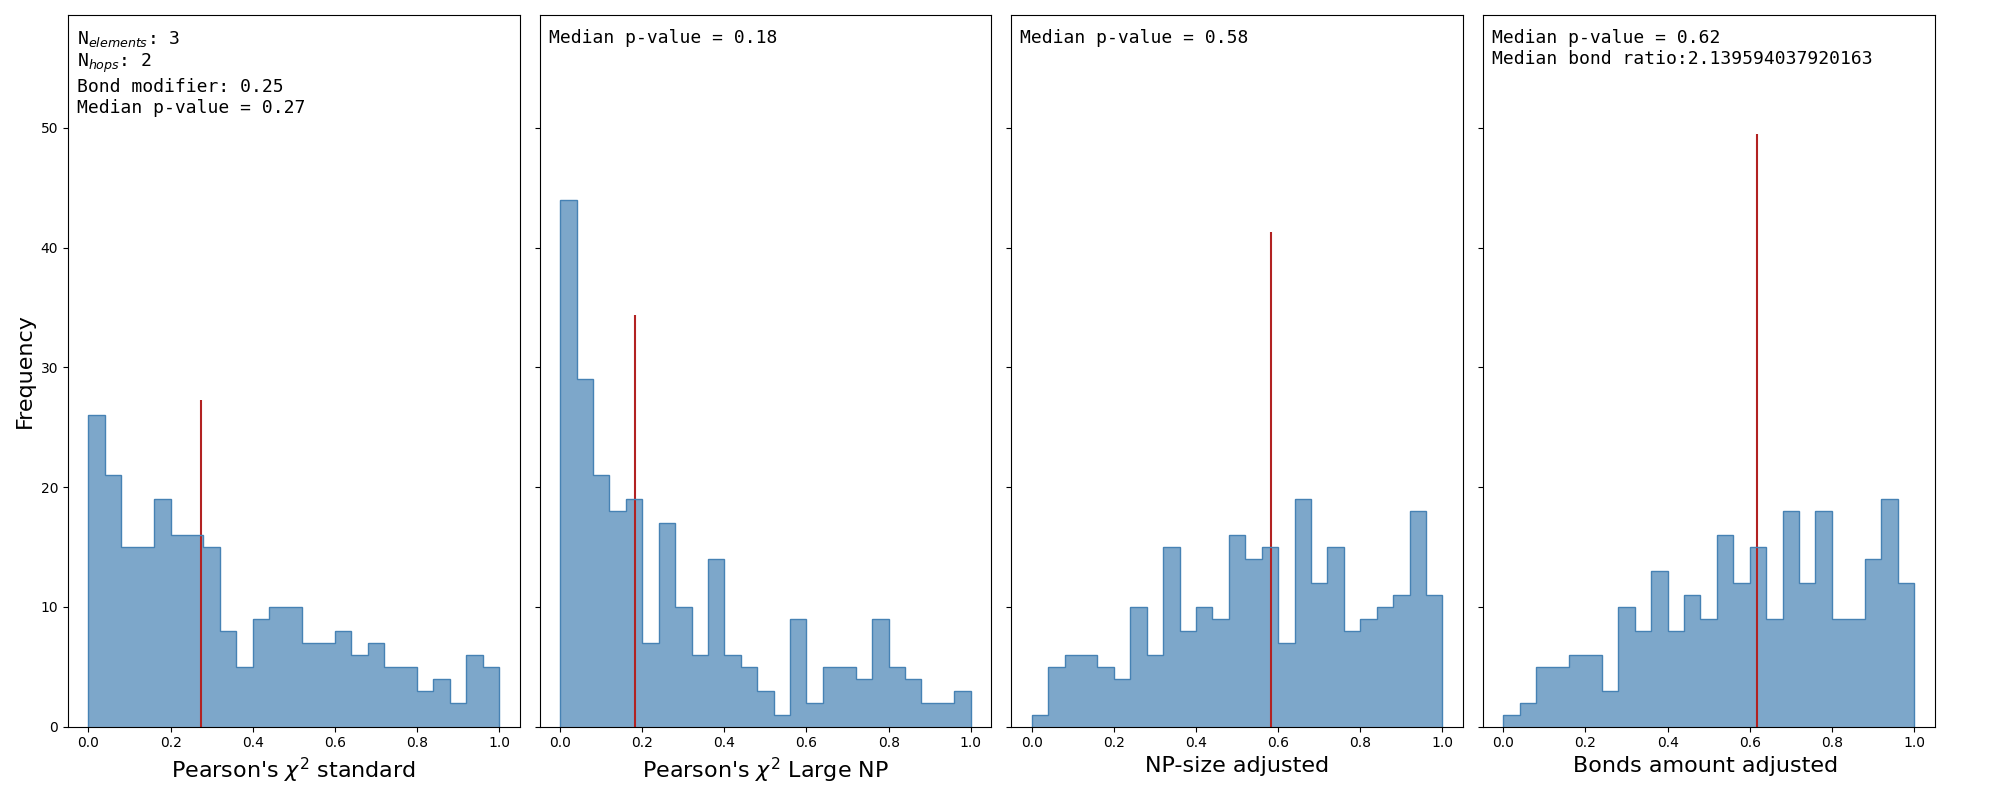 N_elements: 3
N_hops: 2
Bond modifier: 0.25
Median p-value = 0.27
Median p-value = 0.18
Median p-value = 0.58
Median p-value = 0.62
Median bond ratio:2.139594037920163
Frequency
50
40
30
20
10
0
0.0 0.2 0.4 0.6 0.8 1.0
0.0 0.2 0.4 0.6 0.8 1.0
0.0 0.2 0.4 0.6 0.8 1.0
0.0 0.2 0.4 0.6 0.8 1.0
Pearson's χ² standard
Pearson's χ² Large NP
NP-size adjusted
Bonds amount adjusted